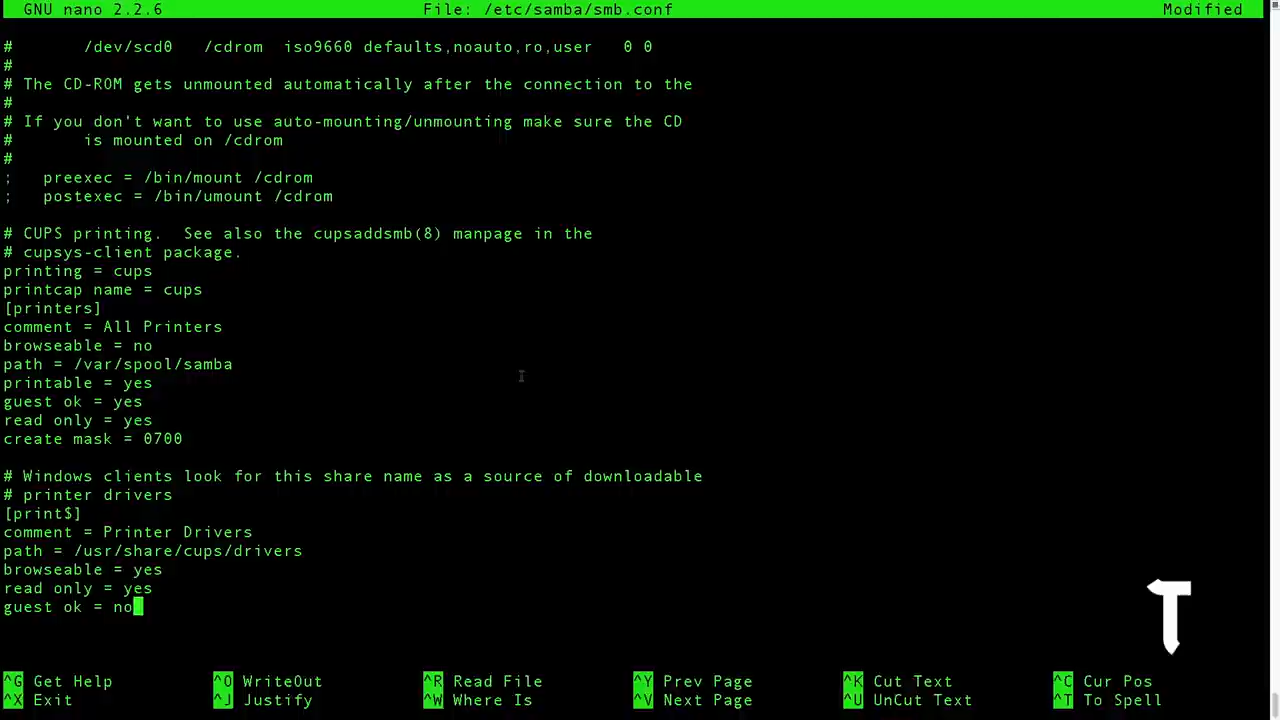 GNU nano 2.2.6 File: /etc/samba/smb.conf Modified
# /dev/scd0 /cdrom iso9660 defaults,noauto,ro,user 0 0
#
# The CD-ROM gets unmounted automatically after the connection to the
#
# If you don't want to use auto-mounting/unmounting make sure the CD
# is mounted on /cdrom
#
; preexec = /bin/mount /cdrom
; postexec = /bin/umount /cdrom
# CUPS printing. See also the cupsaddsmb(8) manpage in the
# cupsys-client package.
printing = cups
printcap name = cups
[printers]
comment = All Printers
browseable = no
path = /var/spool/samba
printable = yes
guest ok = yes
read only = yes
create mask = 0700
# Windows clients look for this share name as a source of downloadable
# printer drivers
[print$]
comment = Printer Drivers
path = /usr/share/cups/drivers
browseable = yes
read only = yes
guest ok = no
T
^G Get Help ^O WriteOut ^R Read File ^Y Prev Page ^K Cut Text ^C Cur Pos
^X Exit ^J Justify ^W Where Is ^V Next Page ^U UnCut Text ^T To Spell